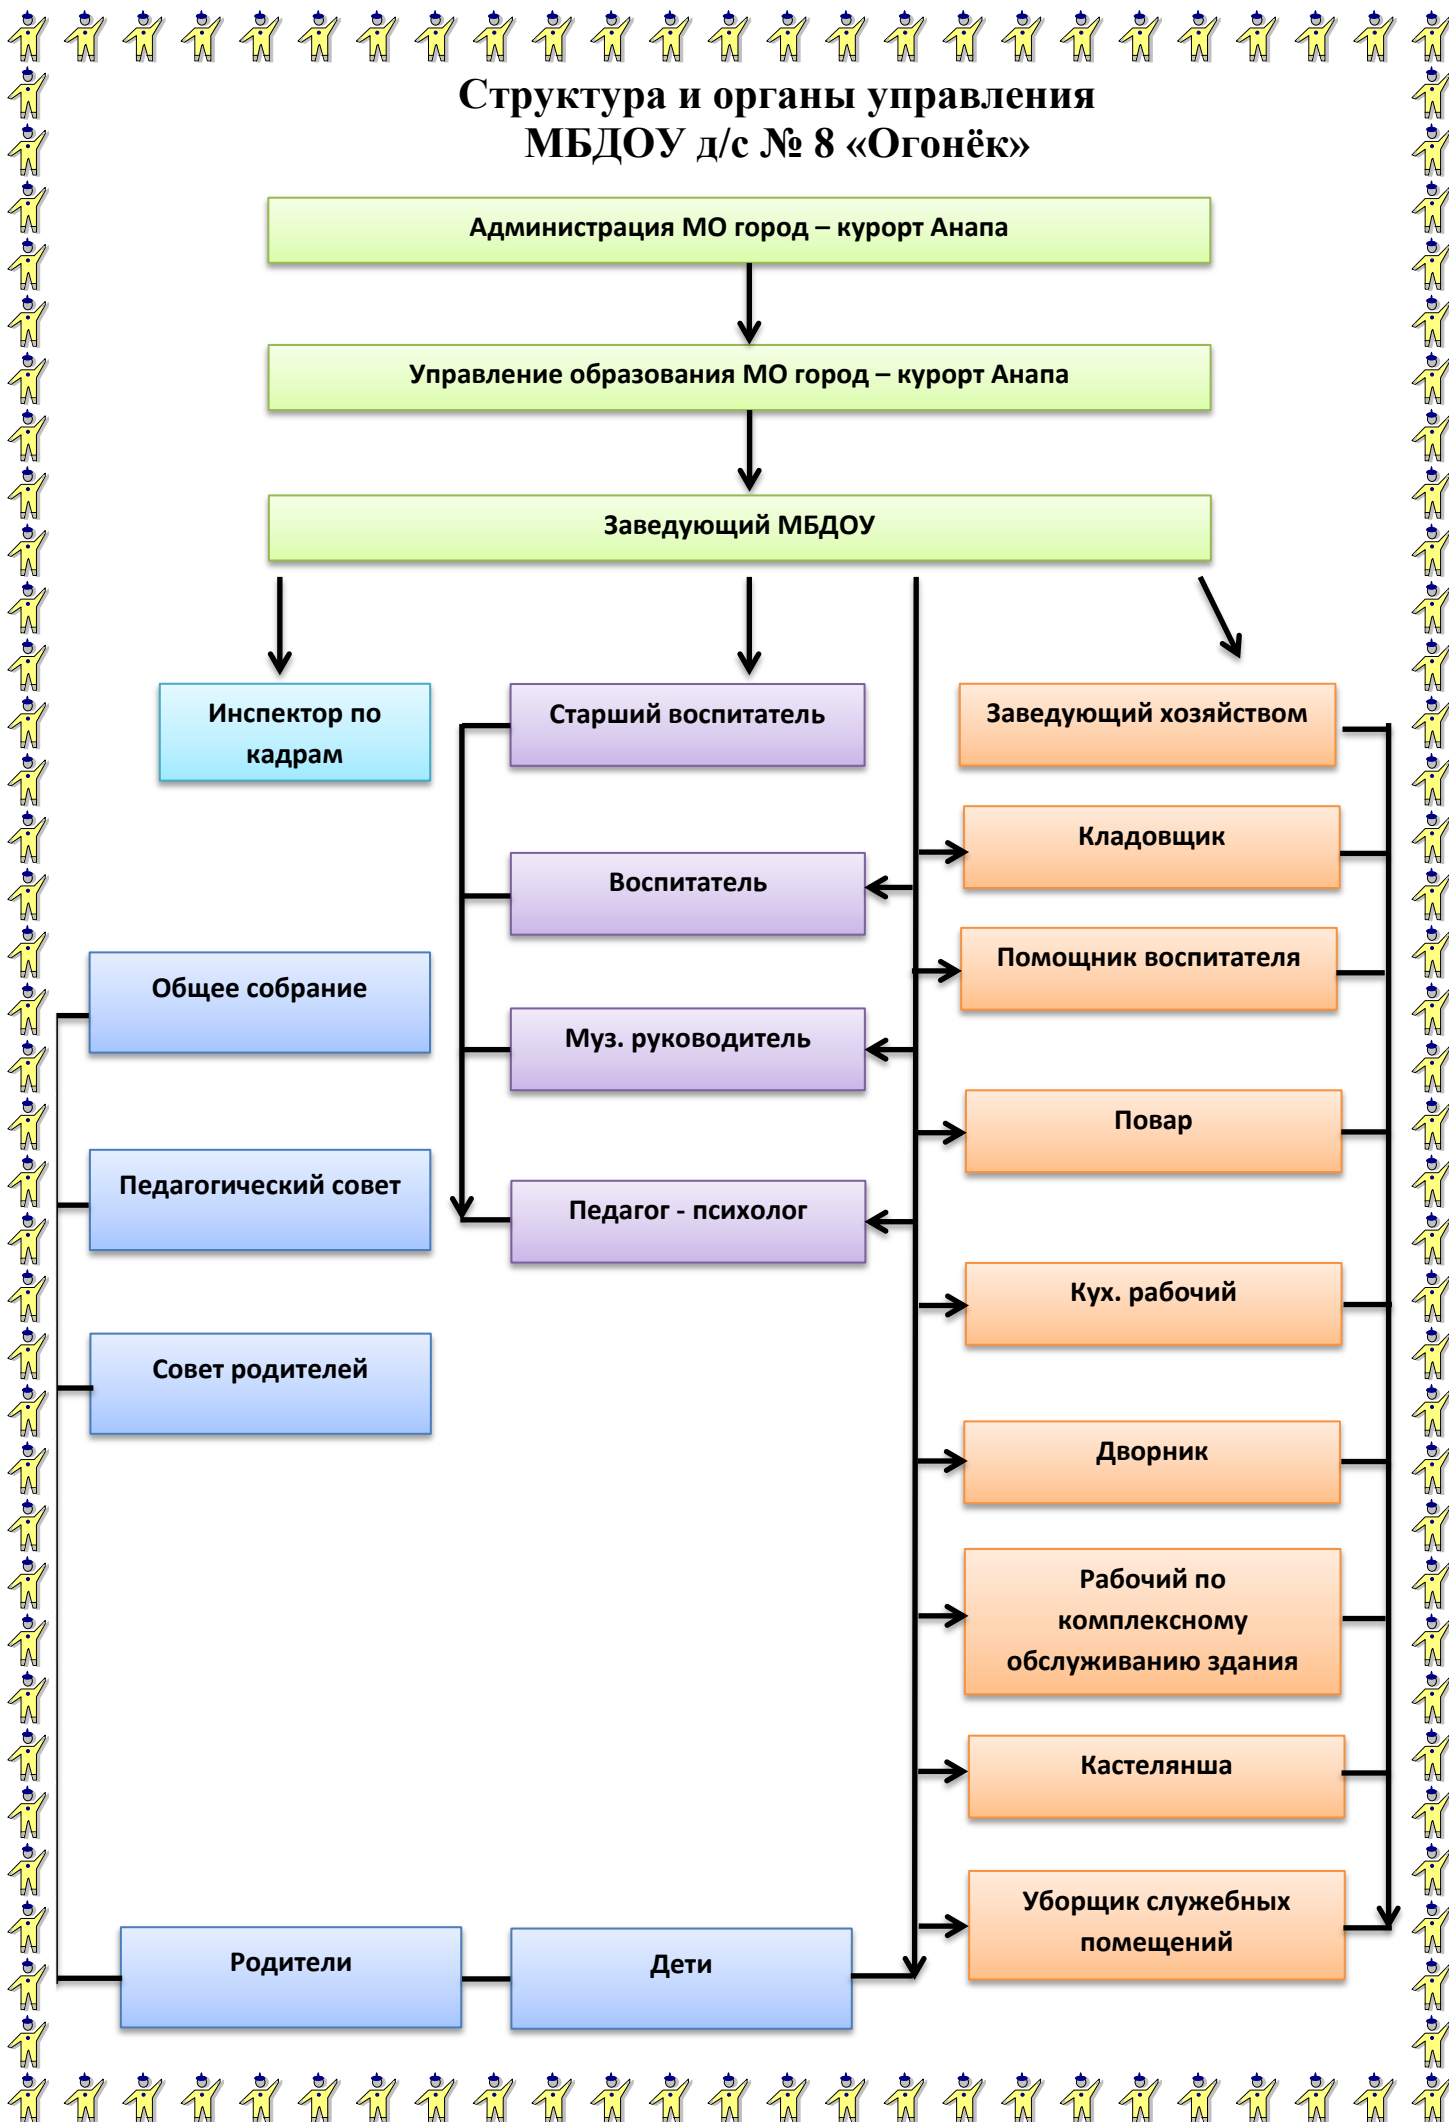 Структура и органы управления
МБДОУ д/с № 8 «Огонёк»
Администрация МО город – курорт Анапа
Управление образования МО город – курорт Анапа
Заведующий МБДОУ
Инспектор по
кадрам
Старший воспитатель
Заведующий хозяйством
Кладовщик
Воспитатель
Помощник воспитателя
Общее собрание
Муз. руководитель
Повар
Педагогический совет
Педагог - психолог
Кух. рабочий
Совет родителей
Дворник
Рабочий по
комплексному
обслуживанию здания
Кастелянша
Уборщик служебных
помещений
Родители
Дети